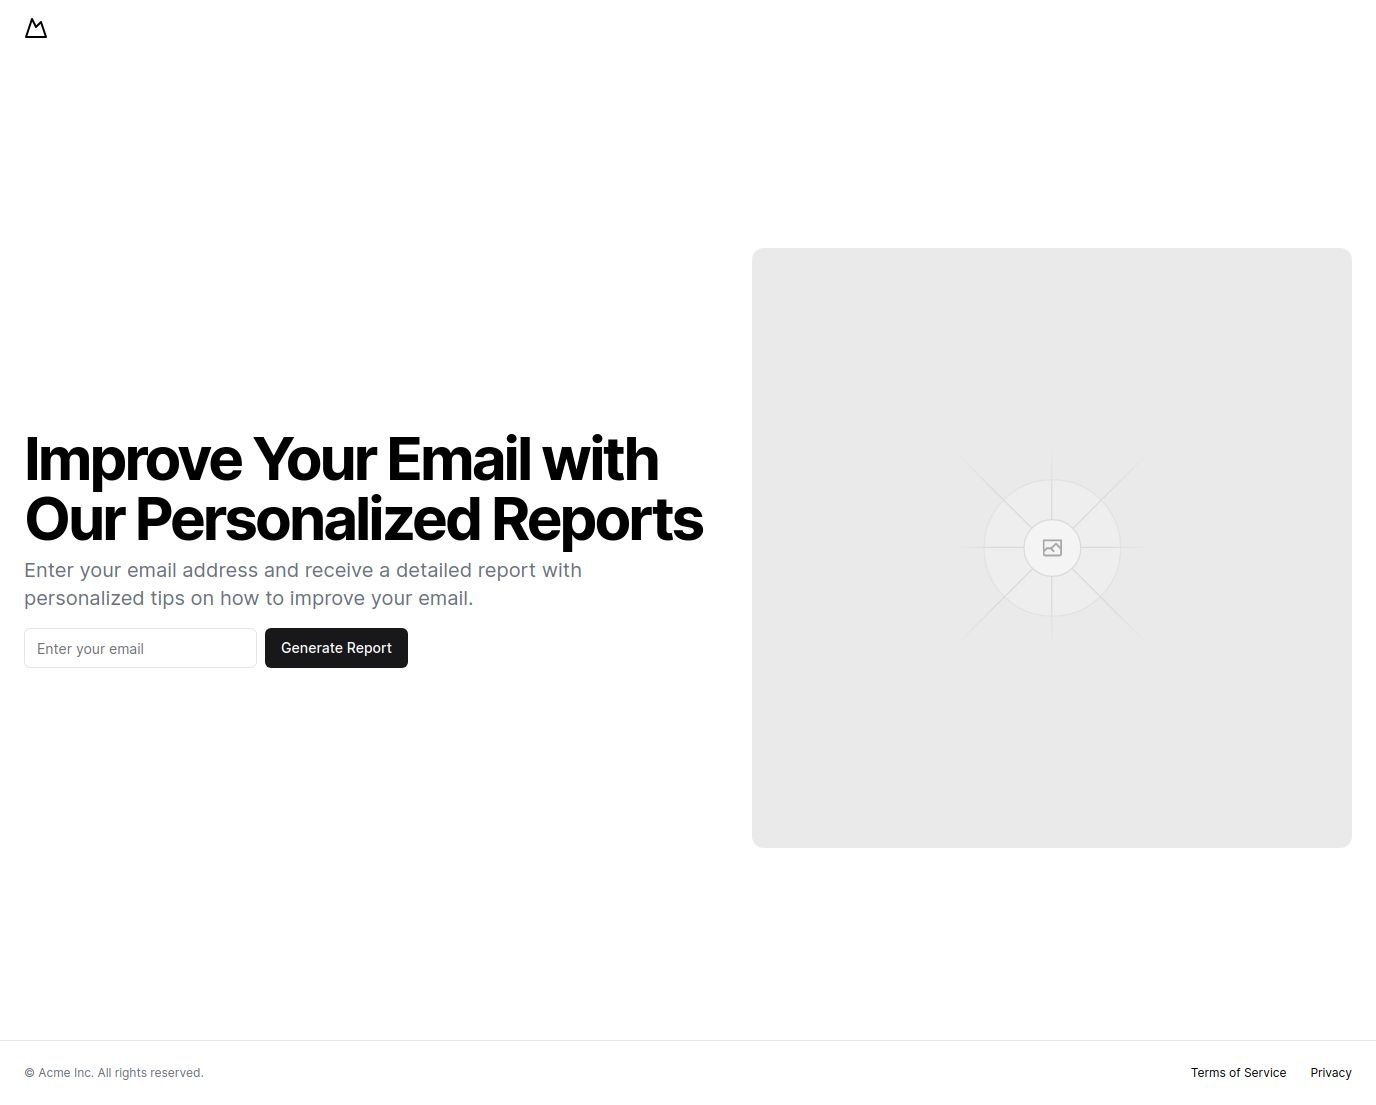 Improve Your Email with
Our Personalized Reports
Enter your email address and receive a detailed report with
personalized tips on how to improve your email.
Enter your email
Generate Report
© Acme Inc. All rights reserved.
Terms of Service
Privacy